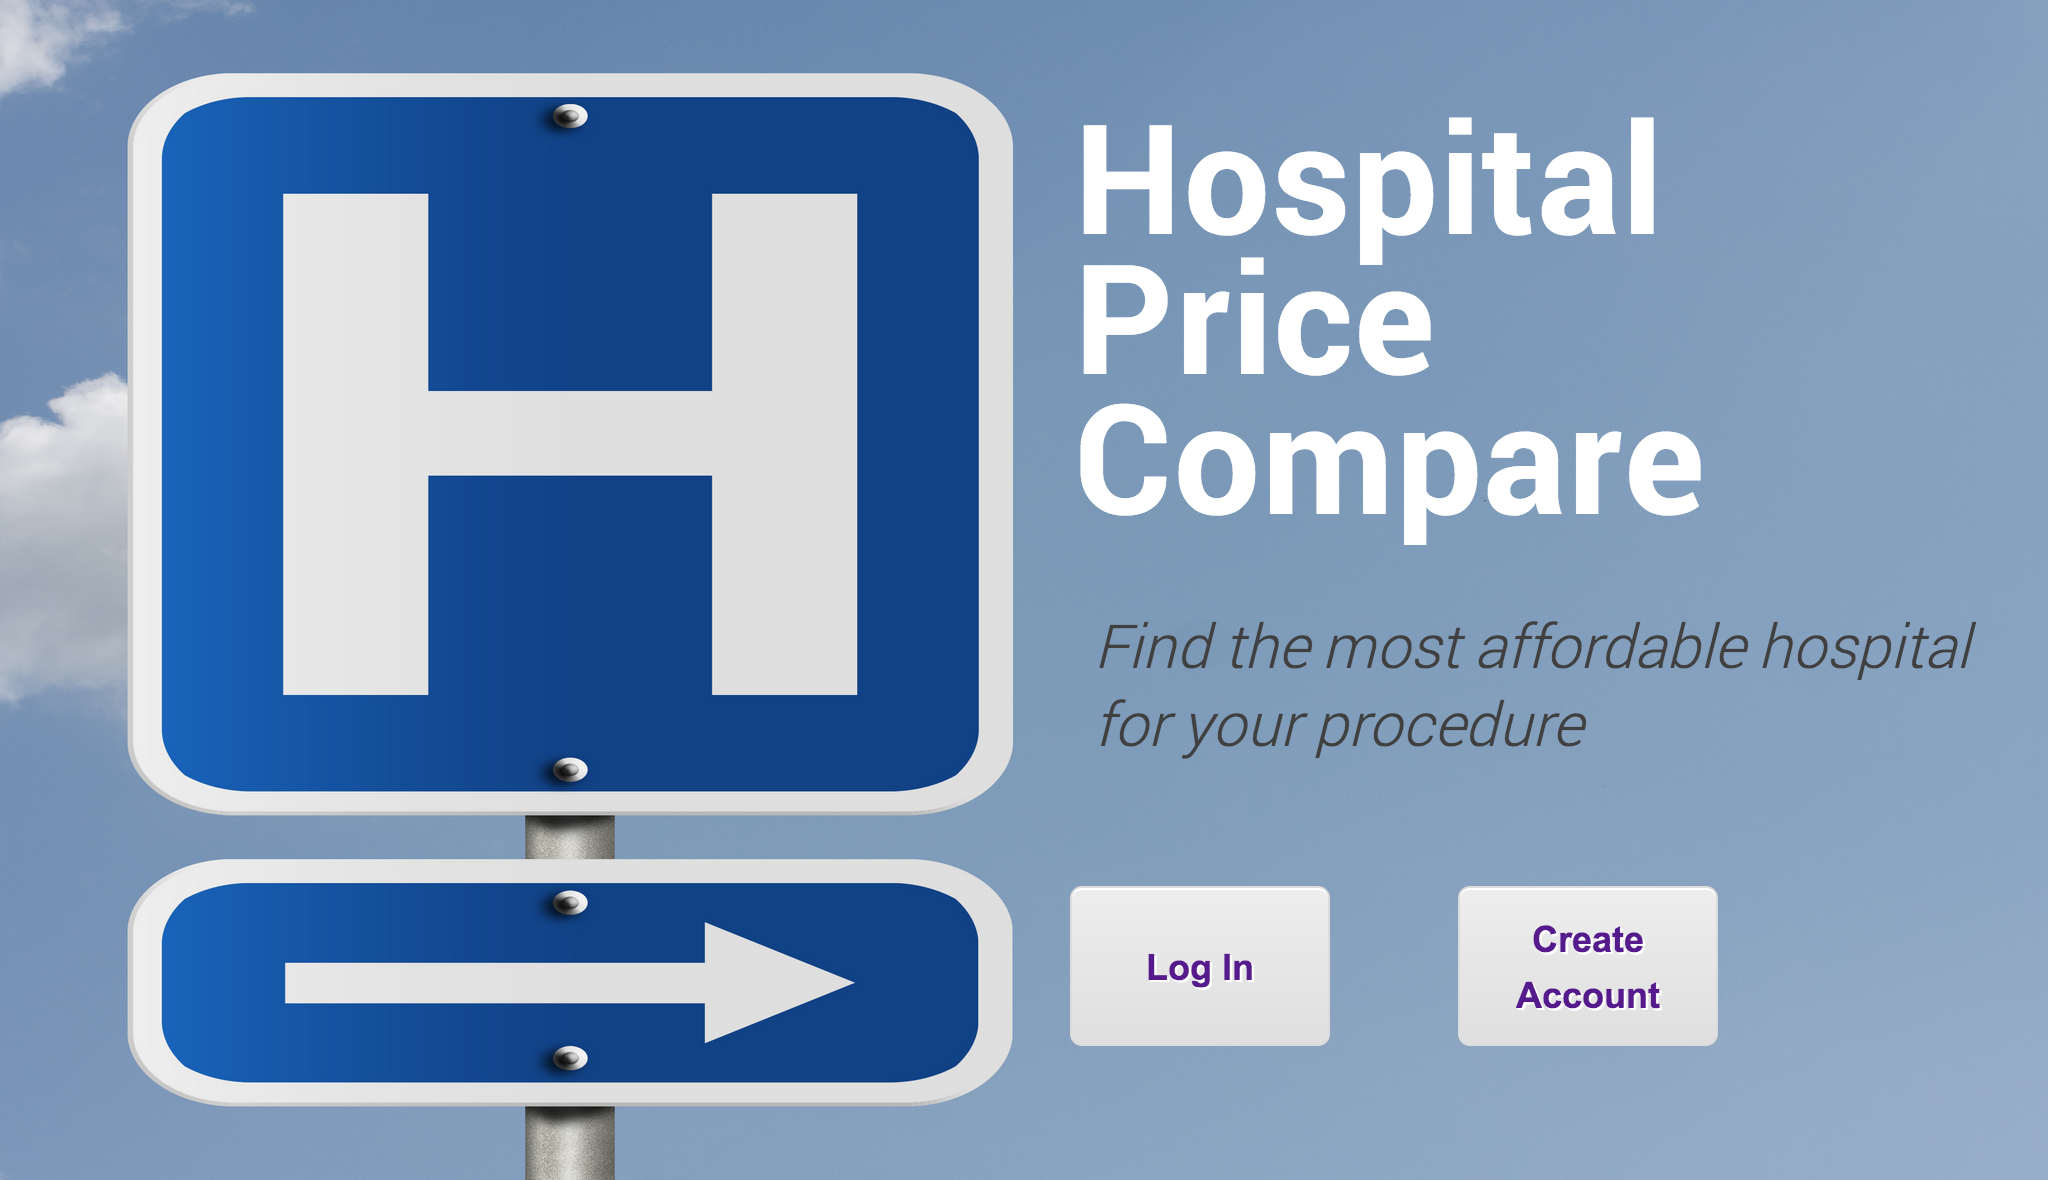 H
Hospital
Price
Compare
Find the most affordable hospital
for your procedure
Log In
Create
Account